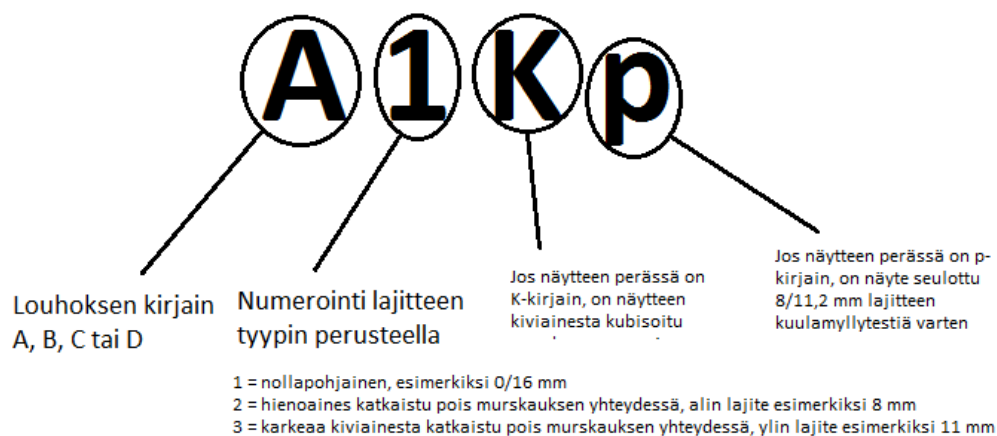 A1Kp
Louhoksen kirjain
A, B, C tai D
Numerointi lajitteen
tyypin perusteella
Jos näytteen perässä on
K-kirjain, on näytteen
kiviainesta kubisoitu
Jos näytteen perässä on p-
kirjain, on näyte seulottu
8/11,2 mm lajitteen
kuulamyllytestiä varten
1 = nollapohjainen, esimerkiksi 0/16 mm
2 = hienoaines katkaistu pois murskauksen yhteydessä, alin lajite esimerkiksi 8 mm
3 = karkeaa kiviainesta katkaistu pois murskauksen yhteydessä, ylin lajite esimerkiksi 11 mm